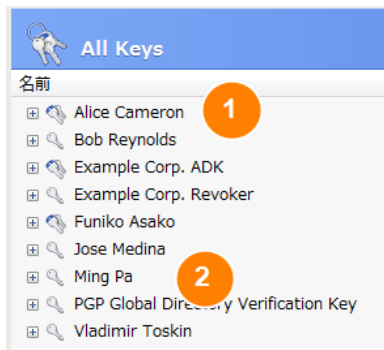 All Keys
名前
Alice Cameron
1
Bob Reynolds
Example Corp. ADK
Example Corp. Revoker
Funiko Asako
Jose Medina
Ming Pa
2
PGP Global Directory Verification Key
Vladimir Toskin